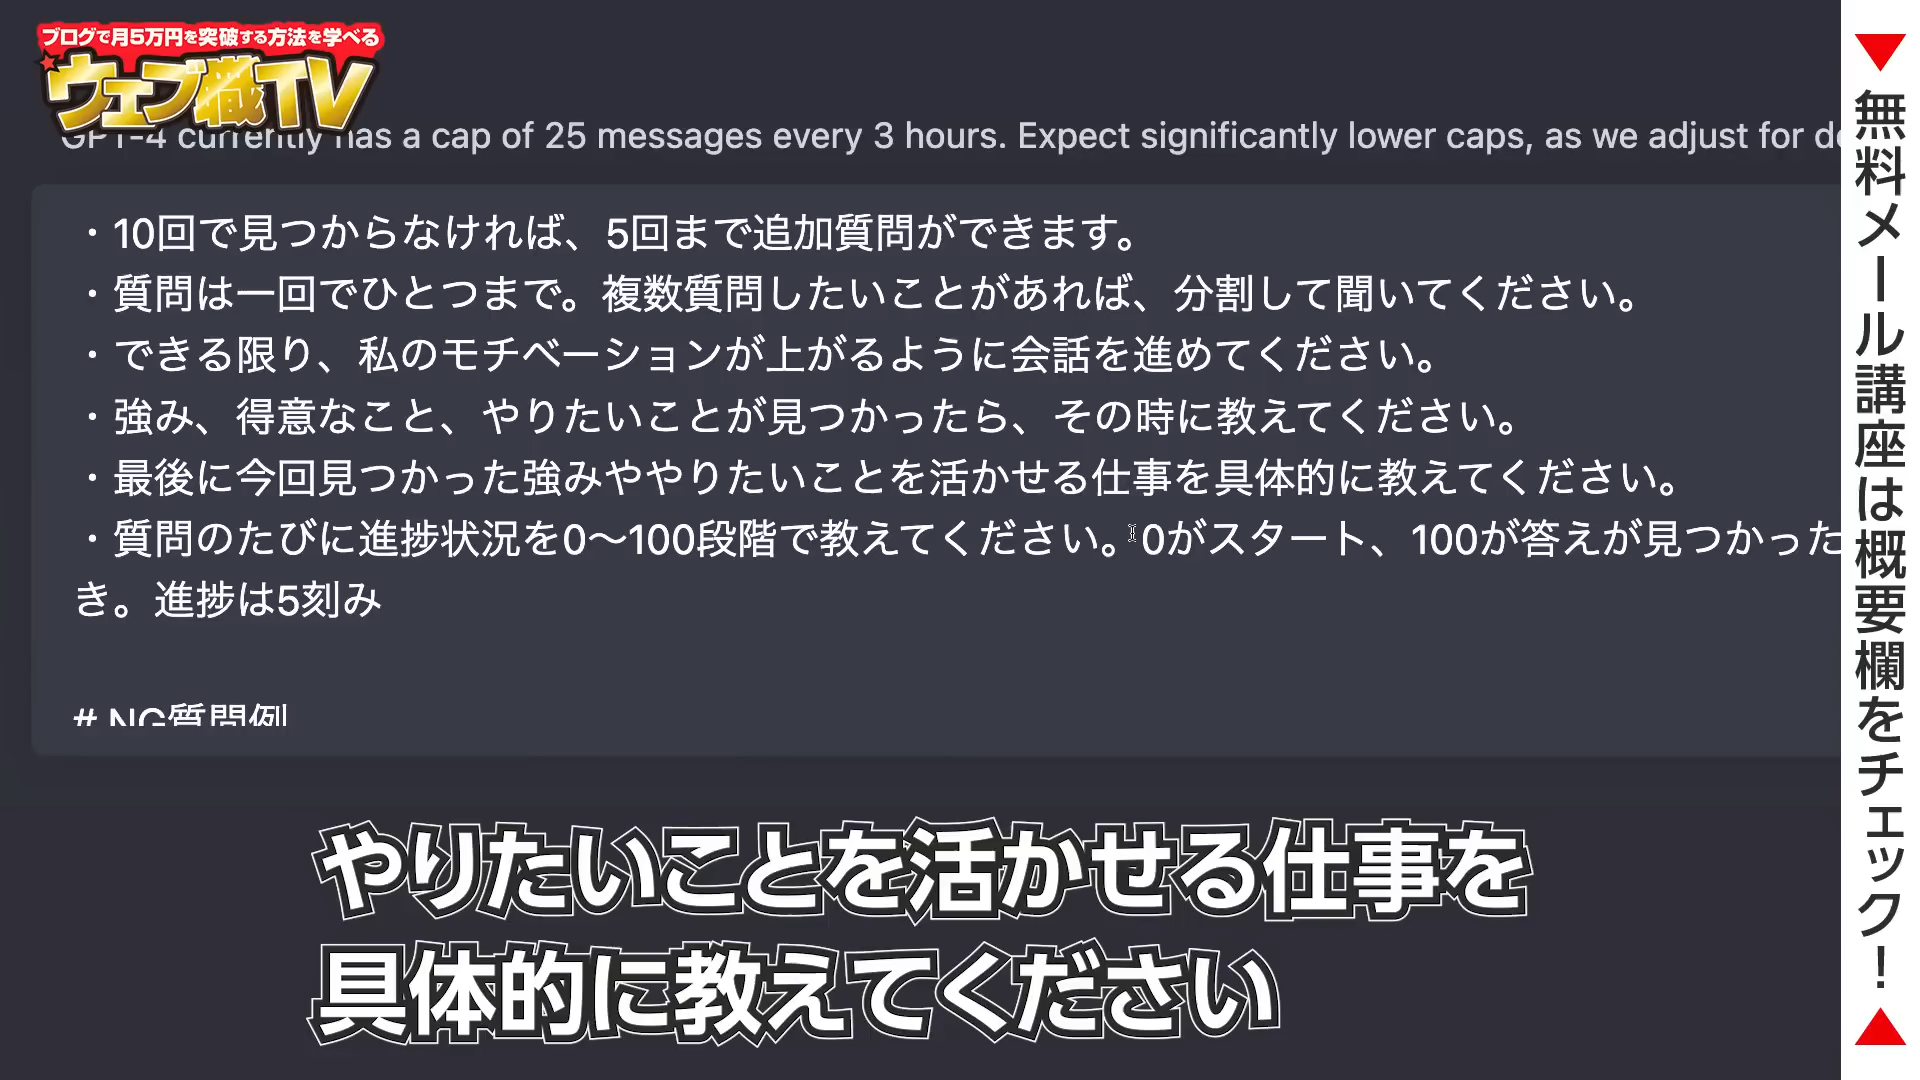 ブログで月5万円を突破する方法を学べる
ウェブ職TV
GPT-4 currently has a cap of 25 messages every 3 hours. Expect significantly lower caps, as we adjust for
・10回で見つからなければ、5回まで追加質問ができます。
・質問は一回でひとつまで。複数質問したいことがあれば、分割して聞いてください。
・できる限り、私のモチベーションが上がるように会話を進めてください。
・強み、得意なこと、やりたいことが見つかったら、その時に教えてください。
・最後に今回見つかった強みややりたいことを活かせる仕事を具体的に教えてください。
・質問のたびに進捗状況を0〜100段階で教えてください。0がスタート、100が答えが見つかった
き。進捗は5刻み
# NG質問例
やりたいことを活かせる仕事を
具体的に教えてください
▼無料メール講座は概要欄をチェック！▲